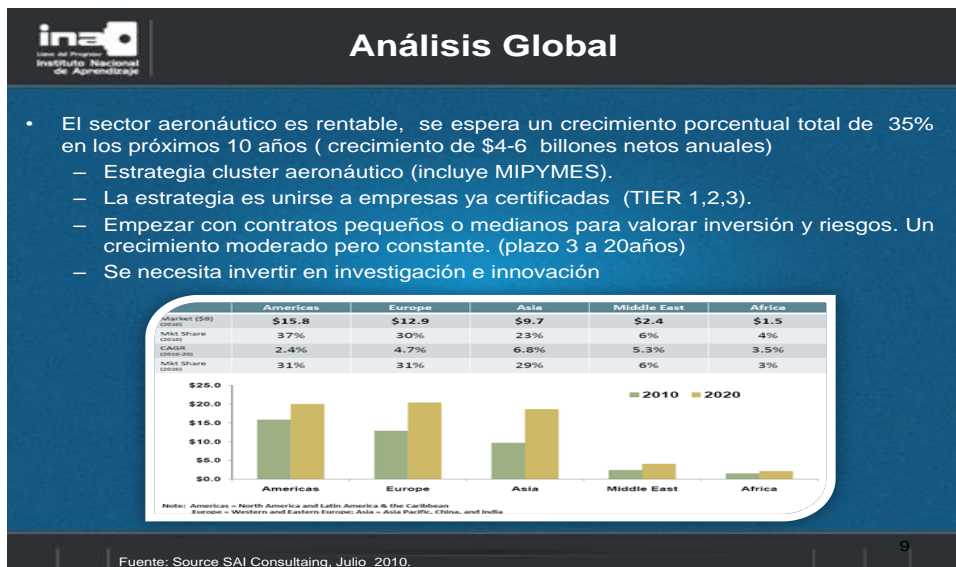 ina
Llave del Progreso
Instituto Nacional
de Aprendizaje
Análisis Global
• El sector aeronáutico es rentable, se espera un crecimiento porcentual total de 35%
en los próximos 10 años ( crecimiento de $4-6 billones netos anuales)
– Estrategia cluster aeronáutico (incluye MIPYMES).
– La estrategia es unirse a empresas ya certificadas (TIER 1,2,3).
– Empezar con contratos pequeños o medianos para valorar inversión y riesgos. Un
crecimiento moderado pero constante. (plazo 3 a 20años)
– Se necesita invertir en investigación e innovación
Americas Europe Asia Middle East Africa
Market ($B) $15.8 $12.9 $9.7 $2.4 $1.5
(2010)
Mkt Share 37% 30% 23% 6% 4%
(2010)
CAGR 2.4% 4.7% 6.8% 5.3% 3.5%
(2010-20)
Mkt Share 31% 31% 29% 6% 3%
(2020)
$25.0
$20.0
$15.0
$10.0
$5.0
$0.0
2010 2020
Americas Europe Asia Middle East Africa
Note: Americas = North America and Latin America & the Caribbean
Europe = Western and Eastern Europe; Asia = Asia Pacific, China, and India
9
Fuente: Source SAI Consultaing, Julio 2010.